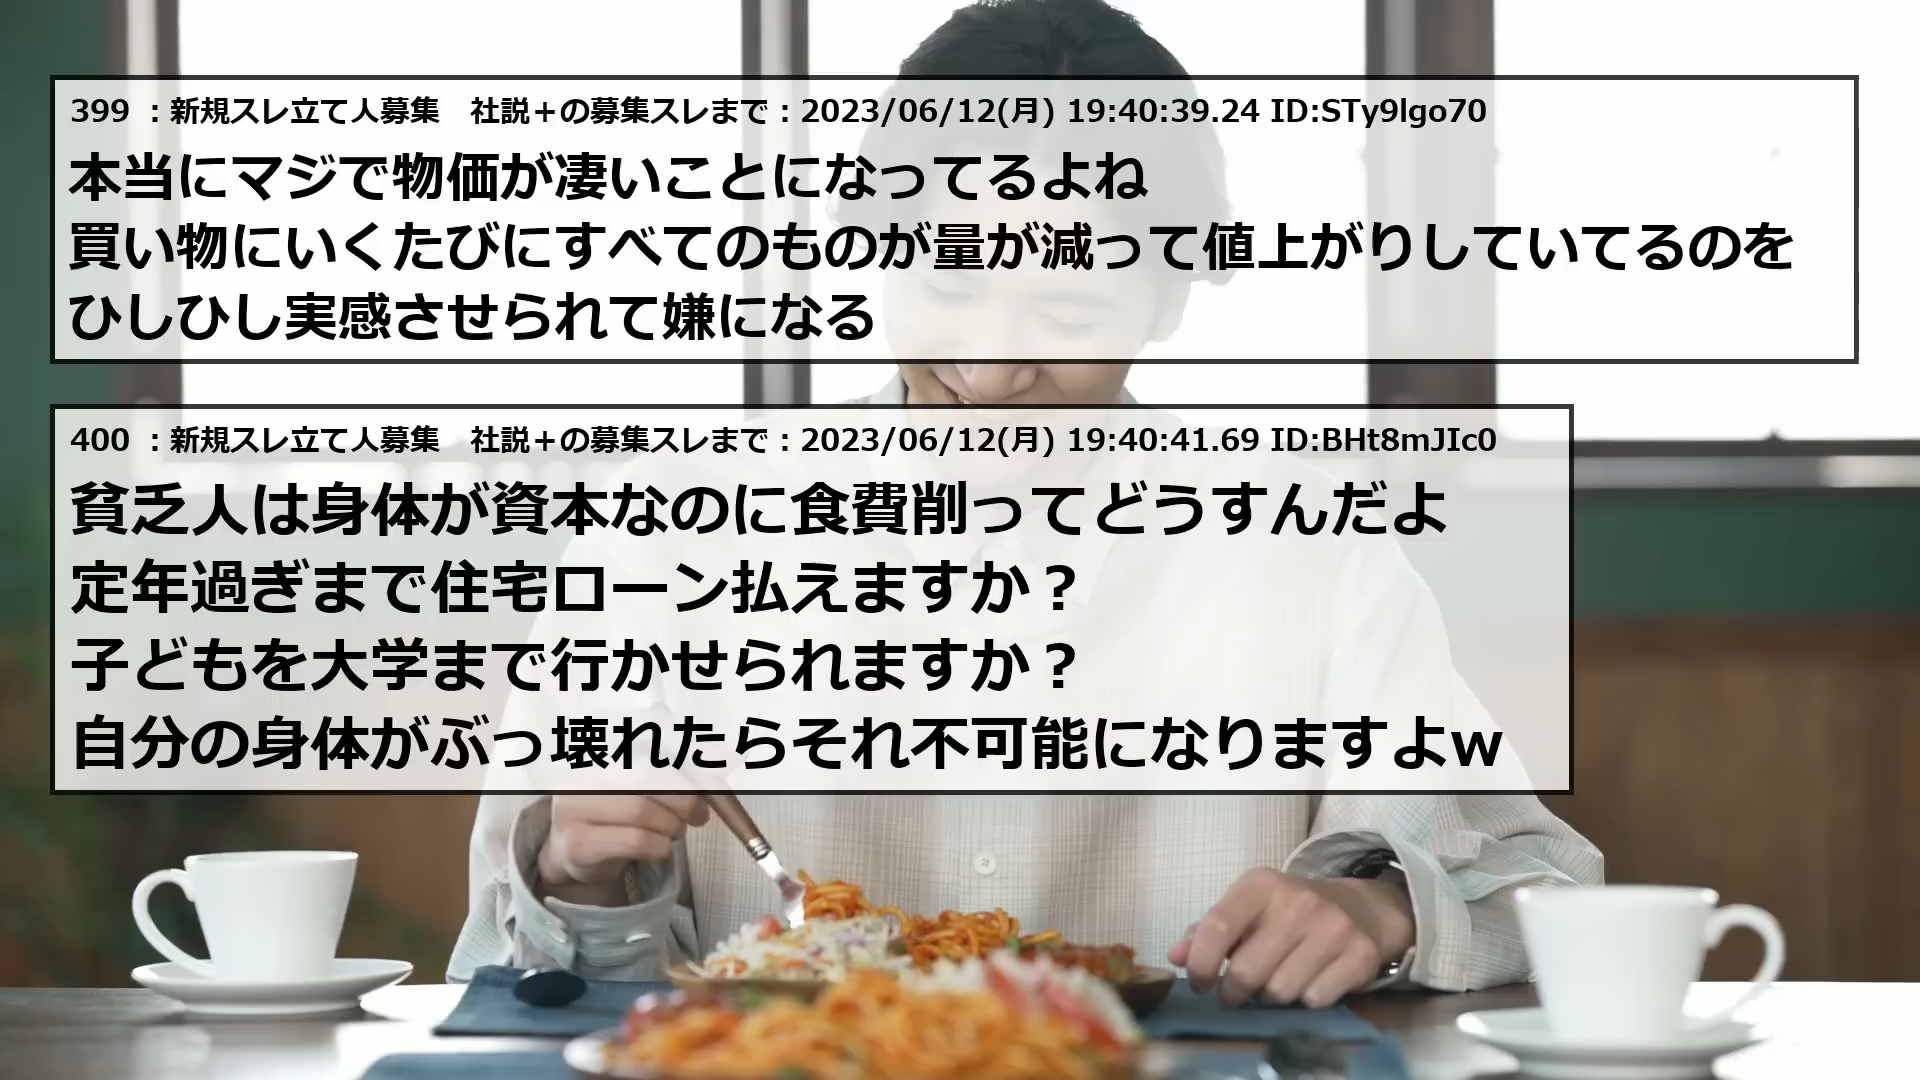 399 ：新規スレ立て人募集　社説＋の募集スレまで：2023/06/12(月) 19:40:39.24 ID:STy9lgo70
本当にマジで物価が凄いことになってるよね
買い物にいくたびにすべてのものが量が減って値上がりしていてるのを
ひしひし実感させられて嫌になる
400 ：新規スレ立て人募集　社説＋の募集スレまで：2023/06/12(月) 19:40:41.69 ID:BHt8mJIc0
貧乏人は身体が資本なのに食費削ってどうすんだよ
定年過ぎまで住宅ローン払えますか？
子どもを大学まで行かせられますか？
自分の身体がぶっ壊れたらそれ不可能になりますよw